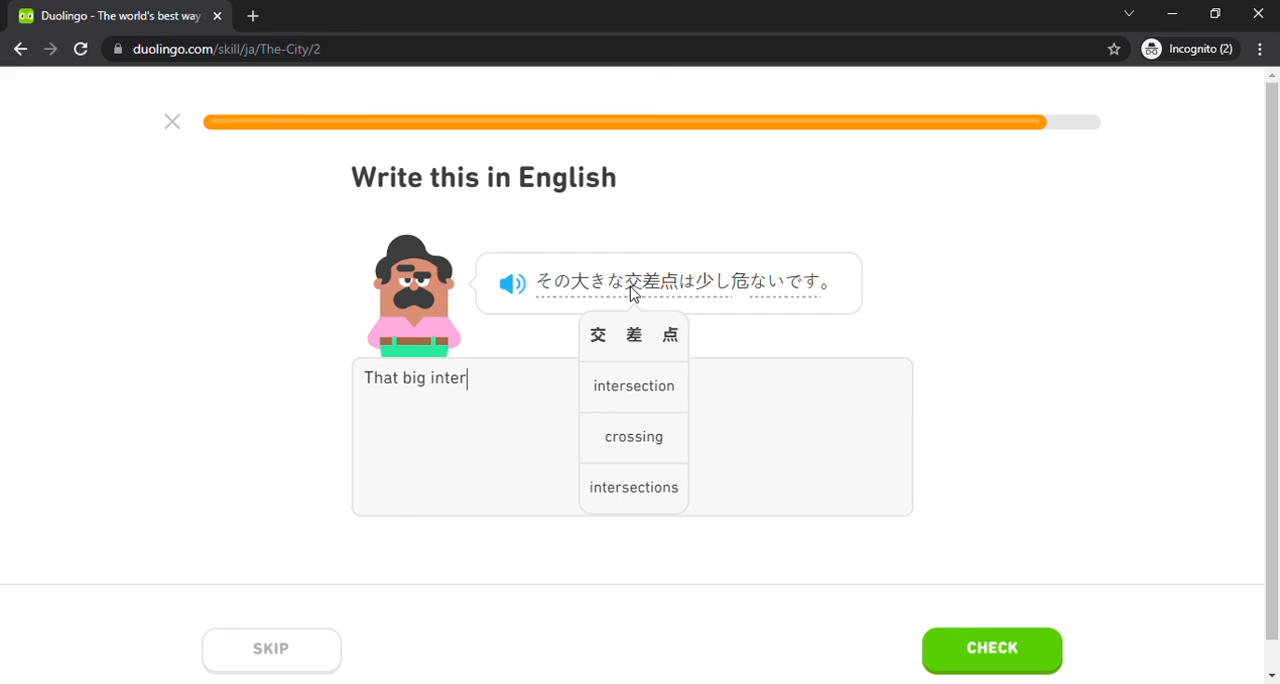 Duolingo - The world's best way
duolingo.com/skill/ja/The-City/2
Incognito (2)
Write this in English
その大きな交差点は少し危ないです。
交 差 点
intersection
crossing
intersections
That big inter
SKIP
CHECK